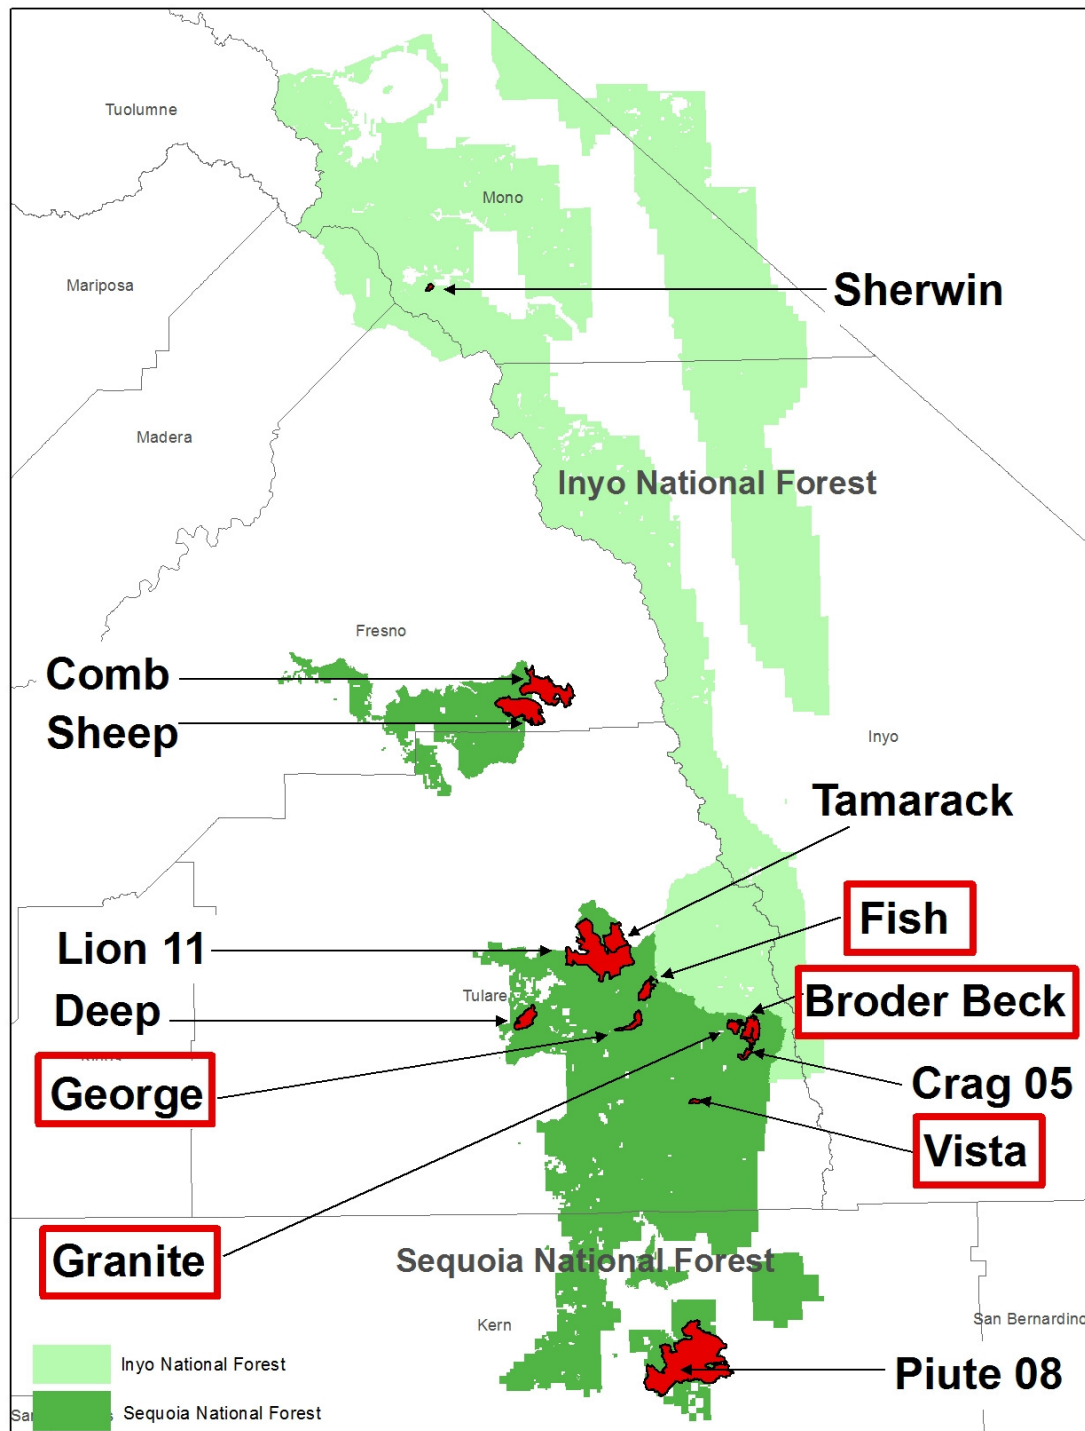 Tuolumne
Mono
Mariposa
Sherwin
Madera
Inyo National Forest
Fresno
Comb
Sheep
Inyo
Tamarack
Fish
Lion 11
Tulare
Broder Beck
Deep
George
Crag 05
Vista
Granite
Sequoia National Forest
Kern
San Bernardino
Piute 08
Inyo National Forest
Sequoia National Forest